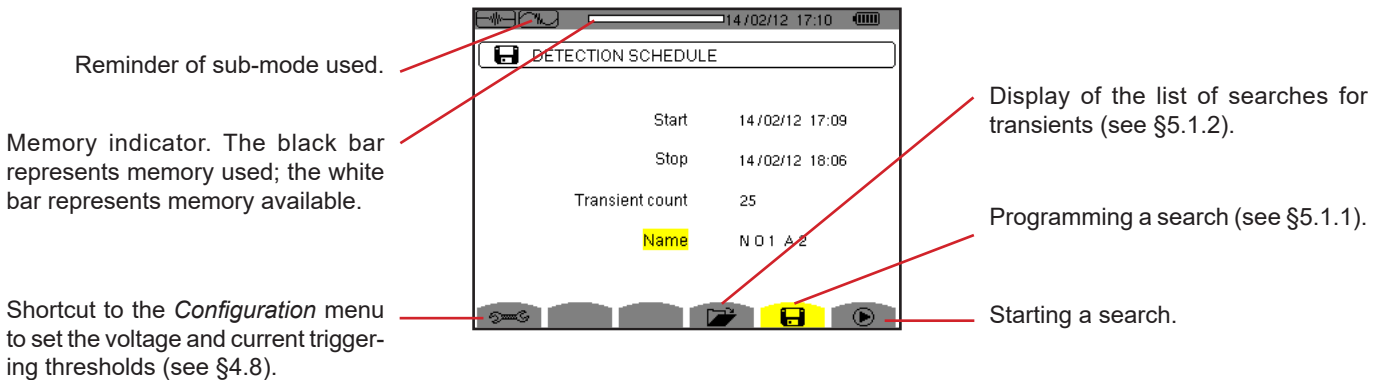 14/02/12 17:10
DETECTION SCHEDULE
Start 14/02/12 17:09
Stop 14/02/12 18:06
Transient count 25
Name NO1 A2
Reminder of sub-mode used.
Memory indicator. The black bar
represents memory used; the white
bar represents memory available.
Shortcut to the Configuration menu
to set the voltage and current trigger-
ing thresholds (see §4.8).
Display of the list of searches for
transients (see §5.1.2).
Programming a search (see §5.1.1).
Starting a search.